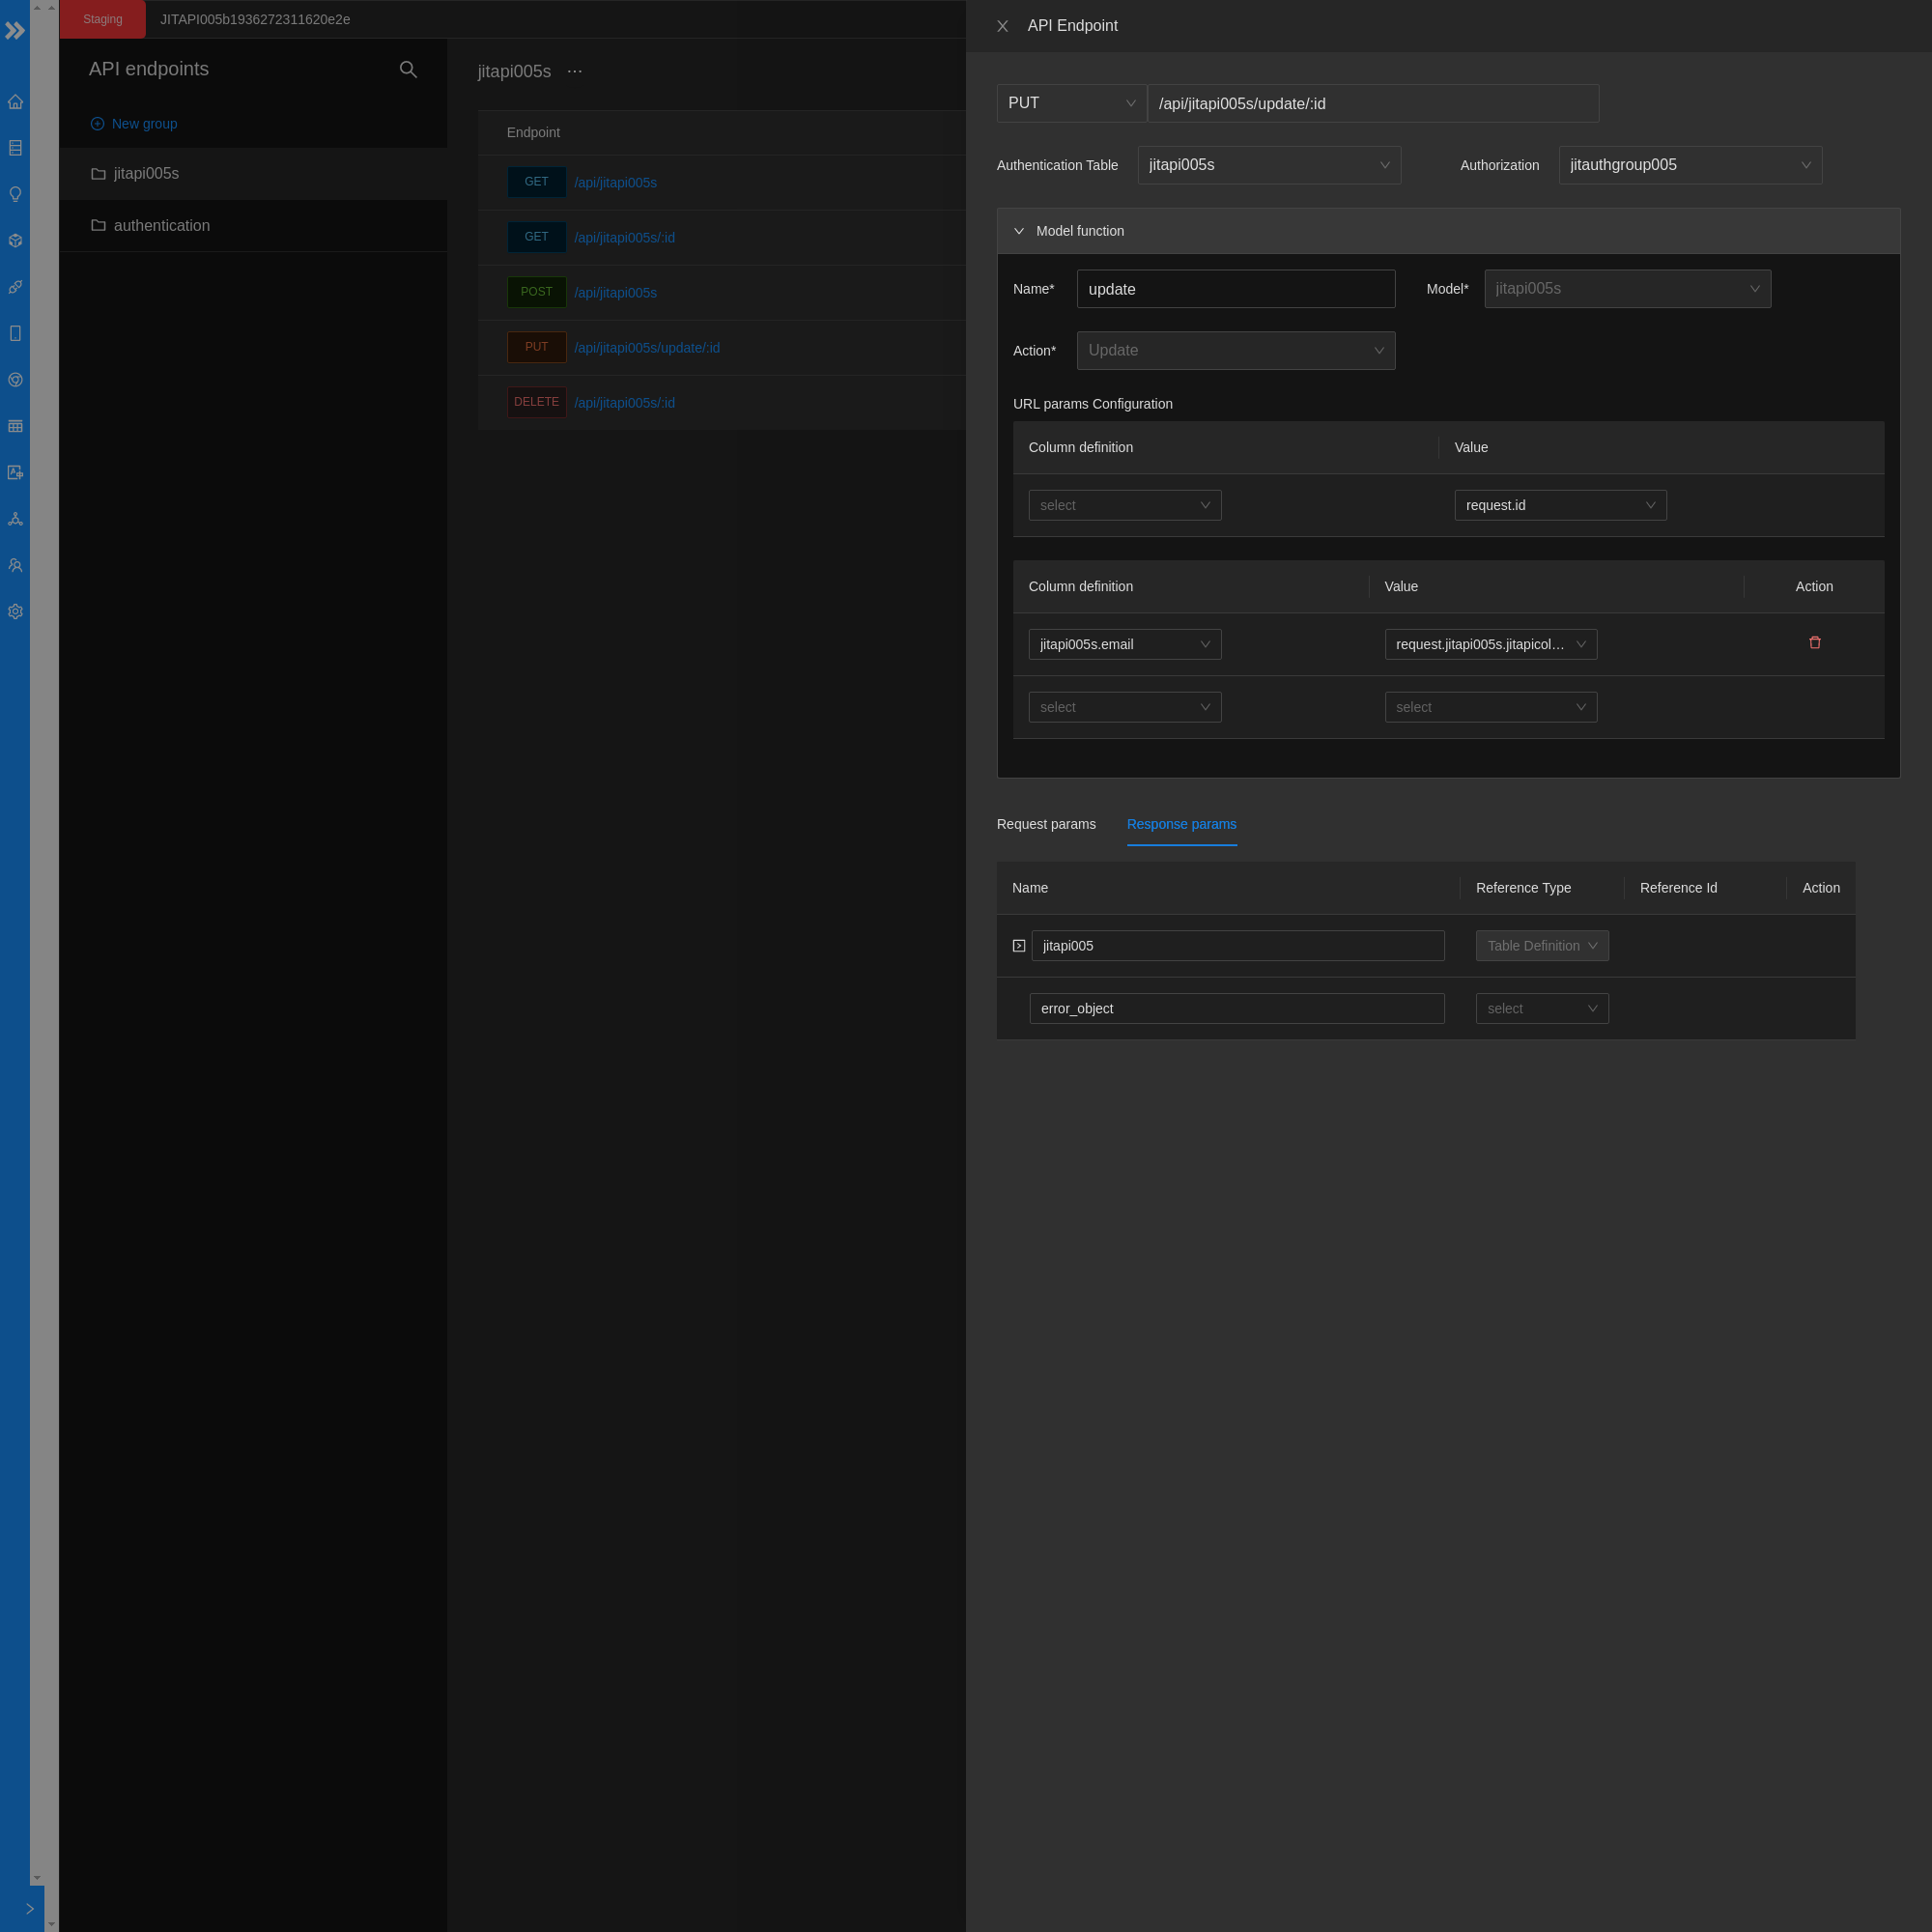 Staging
JITAPI005b1936272311620e2e
API endpoints
New group
jitapi005s
authentication
jitapi005s ···
Endpoint
GET /api/jitapi005s
GET /api/jitapi005s/:id
POST /api/jitapi005s
PUT /api/jitapi005s/update/:id
DELETE /api/jitapi005s/:id
API Endpoint
PUT /api/jitapi005s/update/:id
Authentication Table jitapi005s Authorization jitauthgroup005
Model function
Name* update Model* jitapi005s
Action* Update
URL params Configuration
Column definition Value
select request.id
Column definition Value Action
jitapi005s.email request.jitapi005s.jitapicol...
select select
Request params Response params
Name Reference Type Reference Id Action
jitapi005 Table Definition
error_object select